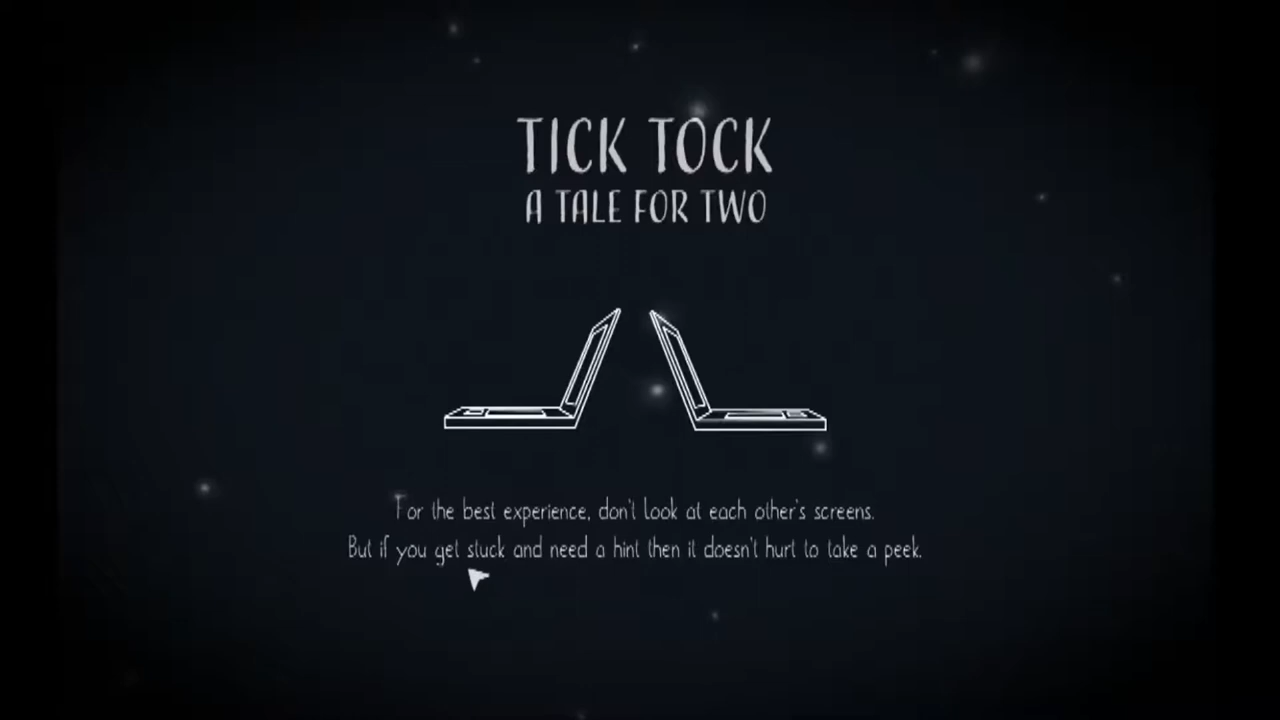 TICK TOCK
A TALE FOR TWO
For the best experience, don't look at each other's screens.
But if you get stuck and need a hint then it doesn't hurt to take a peek.